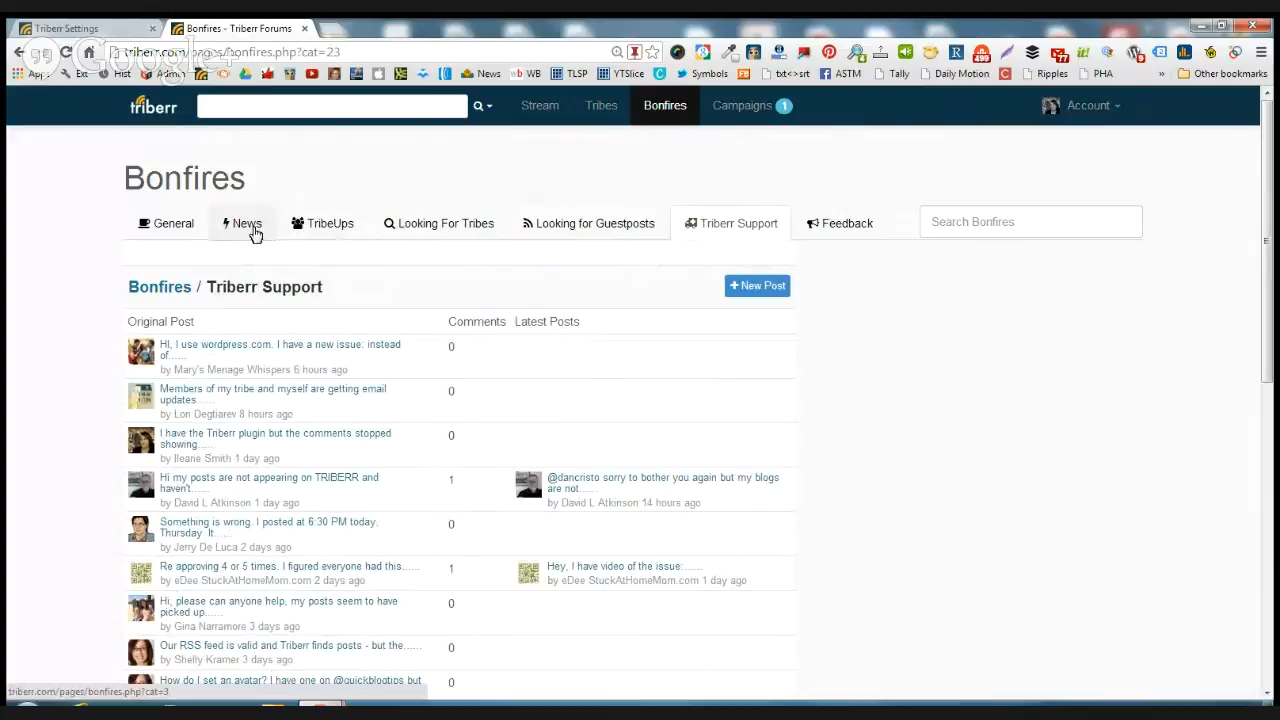 Triberr Settings
Bonfires - Triberr Forums
Google+
triberr.com/pages/bonfires.php?cat=23
Apps Ext Hist News WB TLSP YTSlice Symbols txt>srt ASTM Tally Daily Motion Ripples PHA » Other bookmarks
triberr Stream Tribes Bonfires Campaigns 1 Account
Bonfires
General News TribeUps Looking For Tribes Looking for Guestposts Triberr Support Feedback Search Bonfires
Bonfires / Triberr Support + New Post
Original Post Comments Latest Posts
HI, I use wordpress.com. I have a new issue: instead 0
of......
by Mary's Menage Whispers 6 hours ago
Members of my tribe and myself are getting email 0
updates......
by Lori Degtiarev 8 hours ago
I have the Triberr plugin but the comments stopped 0
showing.....
by Ileane Smith 1 day ago
Hi my posts are not appearing on TRIBERR and 1 @dancristo sorry to bother you again but my blogs
haven't...... are not......
by David L Atkinson 1 day ago by David L Atkinson 14 hours ago
Something is wrong. I posted at 6:30 PM today, 0
Thursday It......
by Jerry De Luca 2 days ago
Re approving 4 or 5 times. I figured everyone had this...... 1 Hey, I have video of the issue:......
by eDee StuckAtHomeMom.com 2 days ago by eDee StuckAtHomeMom.com 1 day ago
Hi, please can anyone help, my posts seem to have 0
picked up......
by Gina Narramore 3 days ago
Our RSS feed is valid and Triberr finds posts - but the...... 0
by Shelly Kramer 3 days ago
How do I set an avatar? I have one on @quickblogtips but 0
triberr.com/pages/bonfires.php?cat=3